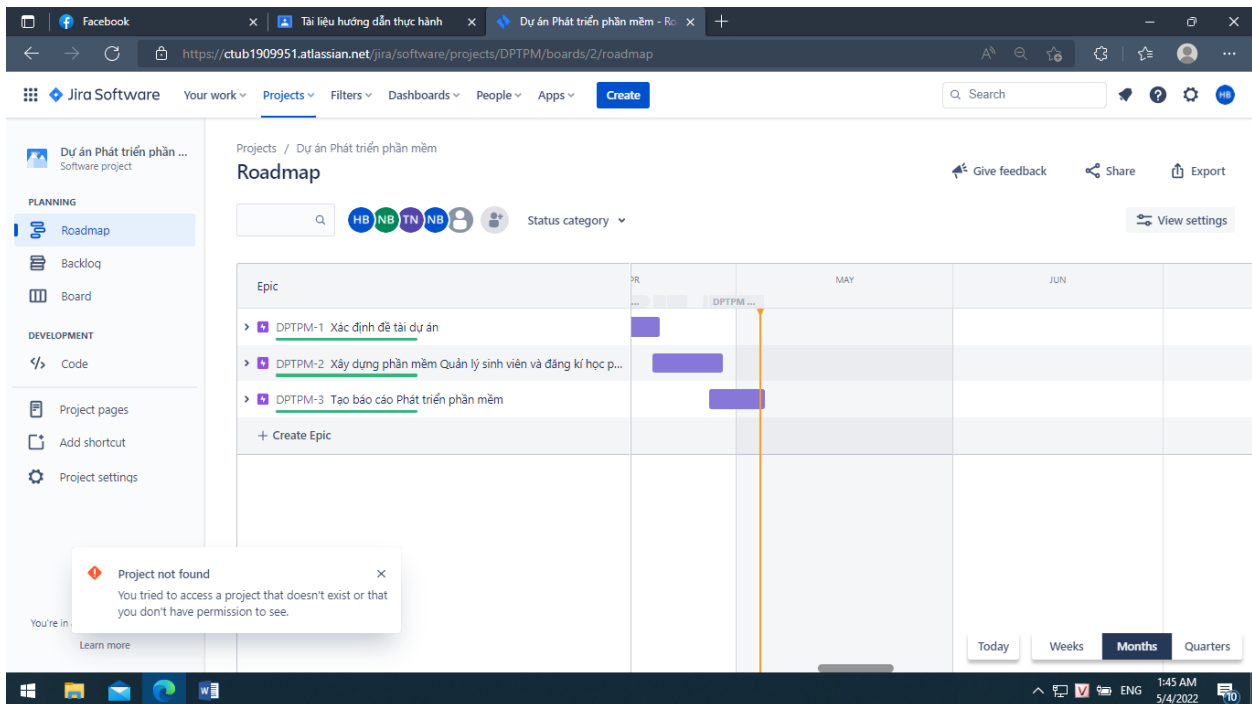 Facebook
Tài liệu hướng dẫn thực hành
Dự án Phát triển phần mềm - Ro
https://ctub1909951.atlassian.net/jira/software/projects/DPTPM/boards/2/roadmap
Jira Software
Your work
Projects
Filters
Dashboards
People
Apps
Create
Search
HB
Dự án Phát triển phần ...
Software project
PLANNING
Roadmap
Backlog
Board
DEVELOPMENT
Code
Project pages
Add shortcut
Project settings
Projects / Dự án Phát triển phần mềm
Roadmap
Give feedback
Share
Export
HB NB TN NB
Status category
View settings
Epic
PR
MAY
JUN
...
DPTPM ...
DPTPM-1 Xác định đề tài dự án
DPTPM-2 Xây dựng phần mềm Quản lý sinh viên và đăng kí học p...
DPTPM-3 Tạo báo cáo Phát triển phần mềm
+ Create Epic
Project not found
You tried to access a project that doesn't exist or that
you don't have permission to see.
You're in
Learn more
Today
Weeks
Months
Quarters
ENG
1:45 AM
5/4/2022
10